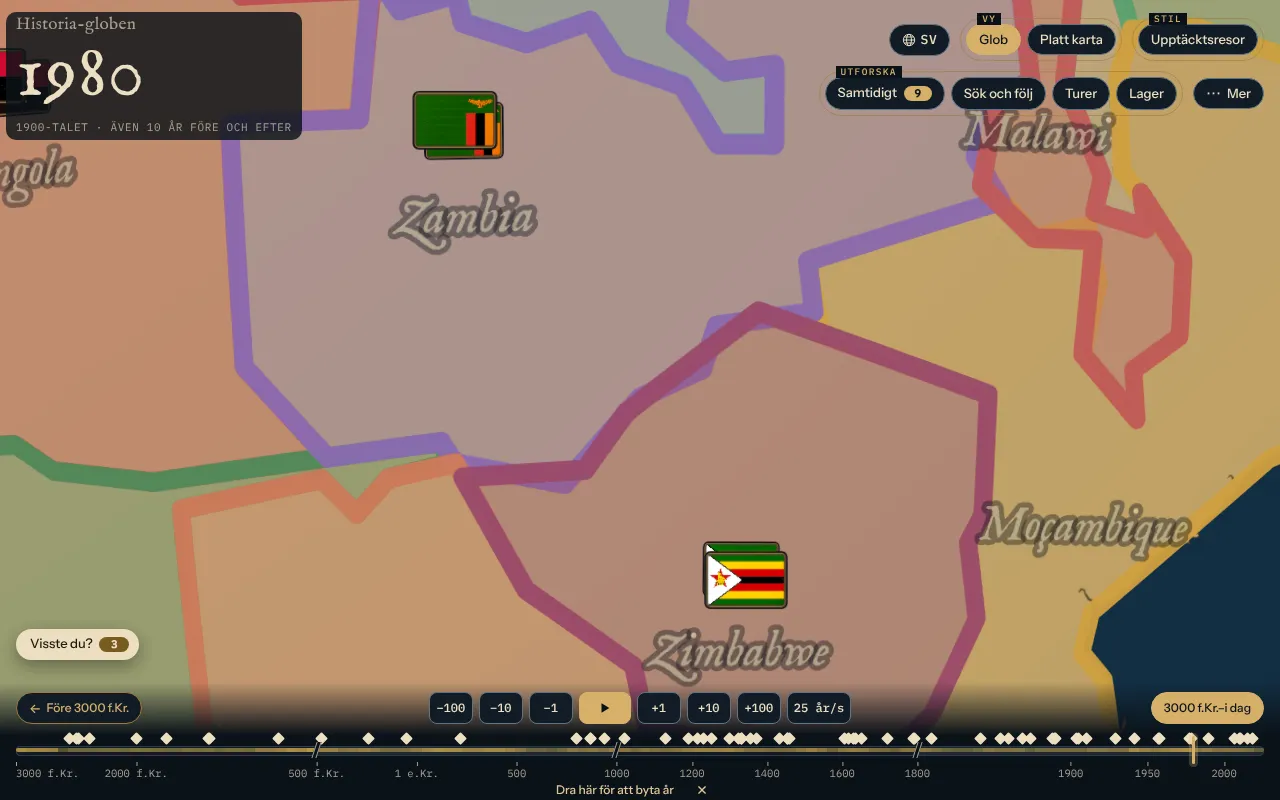 Historia-globen
1980
1900-TALET · ÄVEN 10 ÅR FÖRE OCH EFTER
SV
VY
Glob
Platt karta
STIL
Upptäcktsresor
UTFORSKA
Samtidigt 9
Sök och följ
Turer
Lager
··· Mer
Malawi
ngola
Zambia
Moçambique
Zimbabwe
Visste du? 3
← Före 3000 f.Kr.
−100
−10
−1
+1
+10
+100
25 år/s
3000 f.Kr.–i dag
3000 f.Kr.
2000 f.Kr.
500 f.Kr.
1 e.Kr.
500
1000
1200
1400
1600
1800
1900
1950
2000
Dra här för att byta år ×